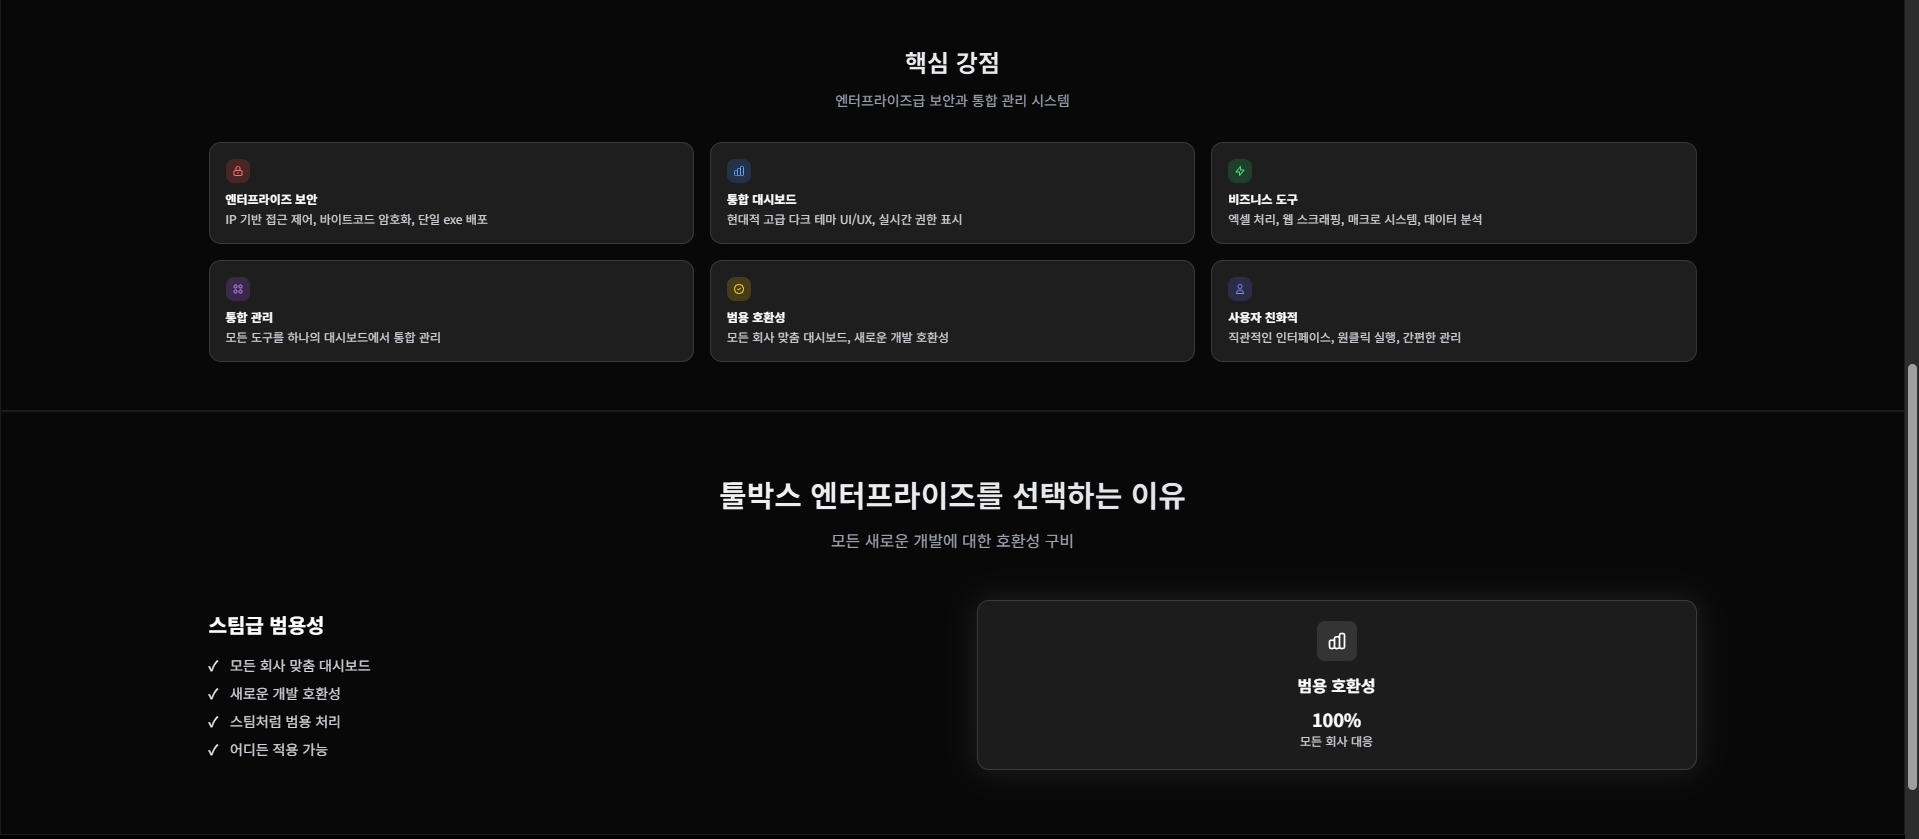 핵심 강점
엔터프라이즈급 보안과 통합 관리 시스템
엔터프라이즈 보안
IP 기반 접근 제어, 바이트코드 암호화, 단일 exe 배포
통합 대시보드
현대적 고급 다크 테마 UI/UX, 실시간 권한 표시
비즈니스 도구
엑셀 처리, 웹 스크래핑, 매크로 시스템, 데이터 분석
통합 관리
모든 도구를 하나의 대시보드에서 통합 관리
범용 호환성
모든 회사 맞춤 대시보드, 새로운 개발 호환성
사용자 친화적
직관적인 인터페이스, 원클릭 실행, 간편한 관리
툴박스 엔터프라이즈를 선택하는 이유
모든 새로운 개발에 대한 호환성 구비
스팀급 범용성
✓ 모든 회사 맞춤 대시보드
✓ 새로운 개발 호환성
✓ 스팀처럼 범용 처리
✓ 어디든 적용 가능
범용 호환성
100%
모든 회사 대응